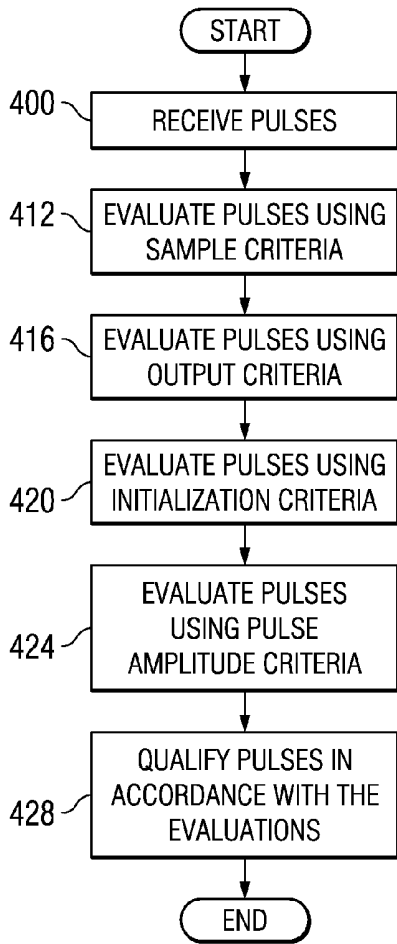 START
400
RECEIVE PULSES
412
EVALUATE PULSES USING
SAMPLE CRITERIA
416
EVALUATE PULSES USING
OUTPUT CRITERIA
420
EVALUATE PULSES USING
INITIALIZATION CRITERIA
424
EVALUATE PULSES
USING PULSE
AMPLITUDE CRITERIA
428
QUALIFY PULSES IN
ACCORDANCE WITH THE
EVALUATIONS
END